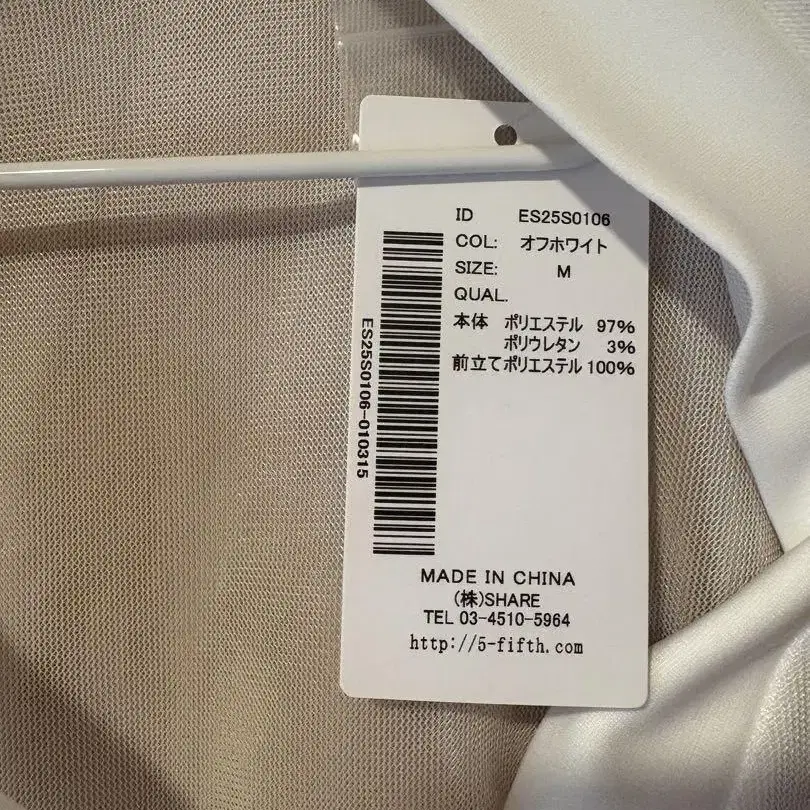 ID ES25S0106
COL: オフホワイト
SIZE: M
QUAL.
本体 ポリエステル 97%
ポリウレタン 3%
前立てポリエステル 100%
ES25S0106-010315
MADE IN CHINA
(株)SHARE
TEL 03-4510-5964
http://5-fifth.com